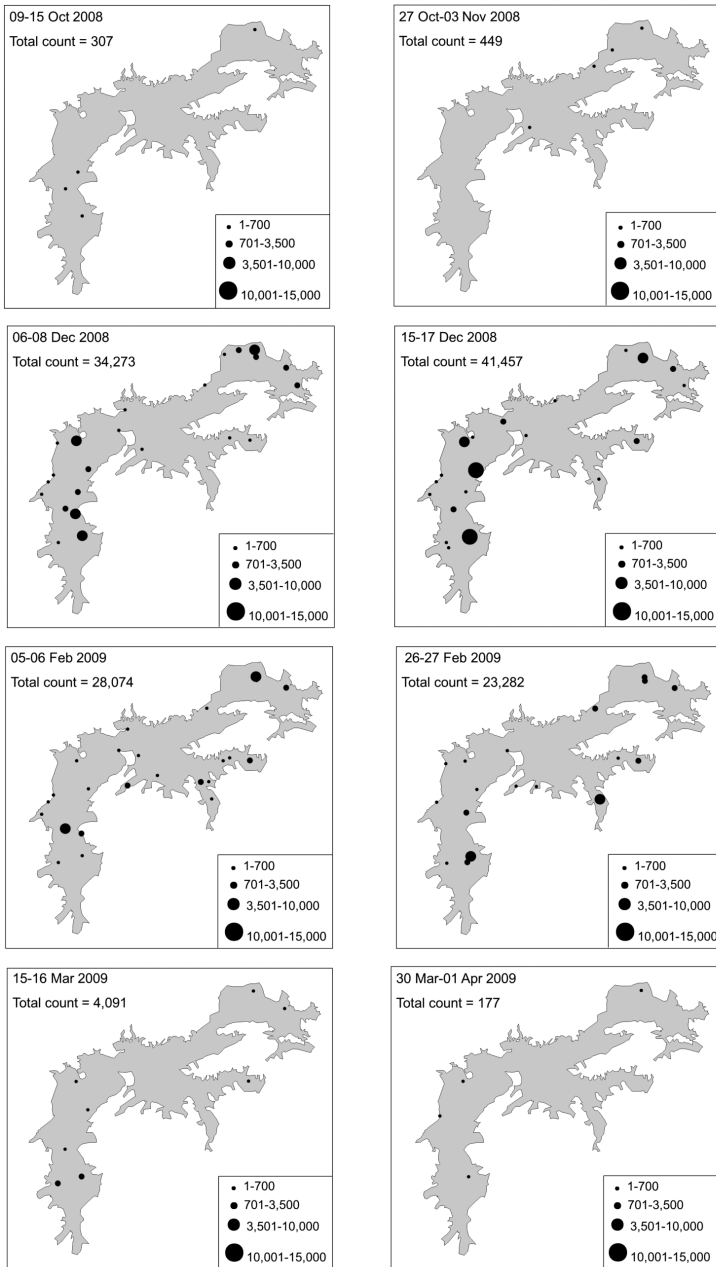 09-15 Oct 2008
Total count = 307
1-700
701-3,500
3,501-10,000
10,001-15,000
27 Oct-03 Nov 2008
Total count = 449
1-700
701-3,500
3,501-10,000
10,001-15,000
06-08 Dec 2008
Total count = 34,273
1-700
701-3,500
3,501-10,000
10,001-15,000
15-17 Dec 2008
Total count = 41,457
1-700
701-3,500
3,501-10,000
10,001-15,000
05-06 Feb 2009
Total count = 28,074
1-700
701-3,500
3,501-10,000
10,001-15,000
26-27 Feb 2009
Total count = 23,282
1-700
701-3,500
3,501-10,000
10,001-15,000
15-16 Mar 2009
Total count = 4,091
1-700
701-3,500
3,501-10,000
10,001-15,000
30 Mar-01 Apr 2009
Total count = 177
1-700
701-3,500
3,501-10,000
10,001-15,000